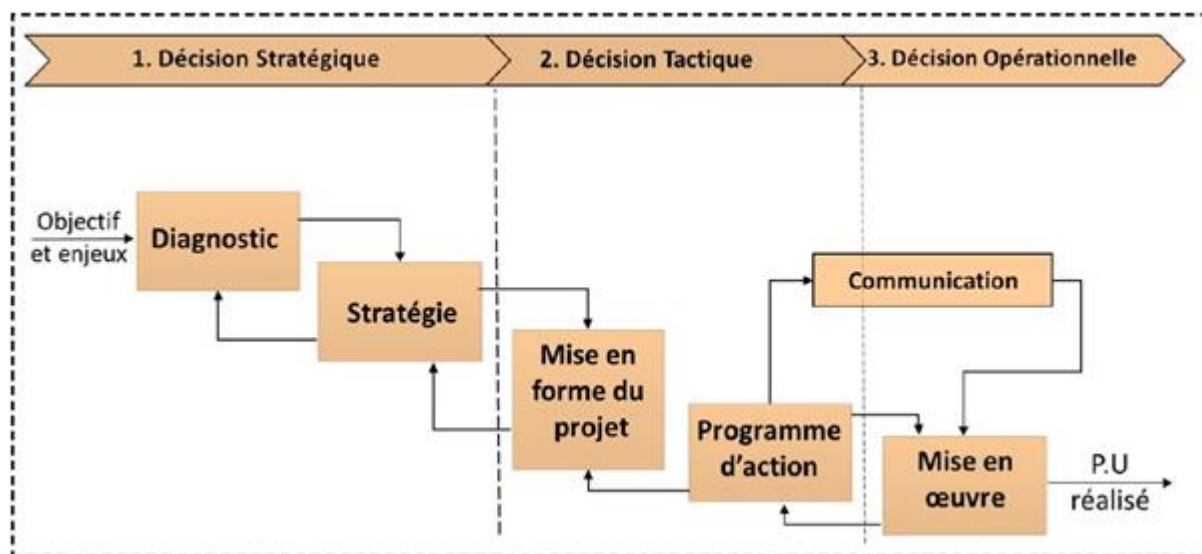 1. Décision Stratégique
2. Décision Tactique
3. Décision Opérationnelle
Objectif
et enjeux
Diagnostic
Stratégie
Communication
Mise en
forme du
projet
Programme
d'action
Mise en
œuvre
P.U
réalisé